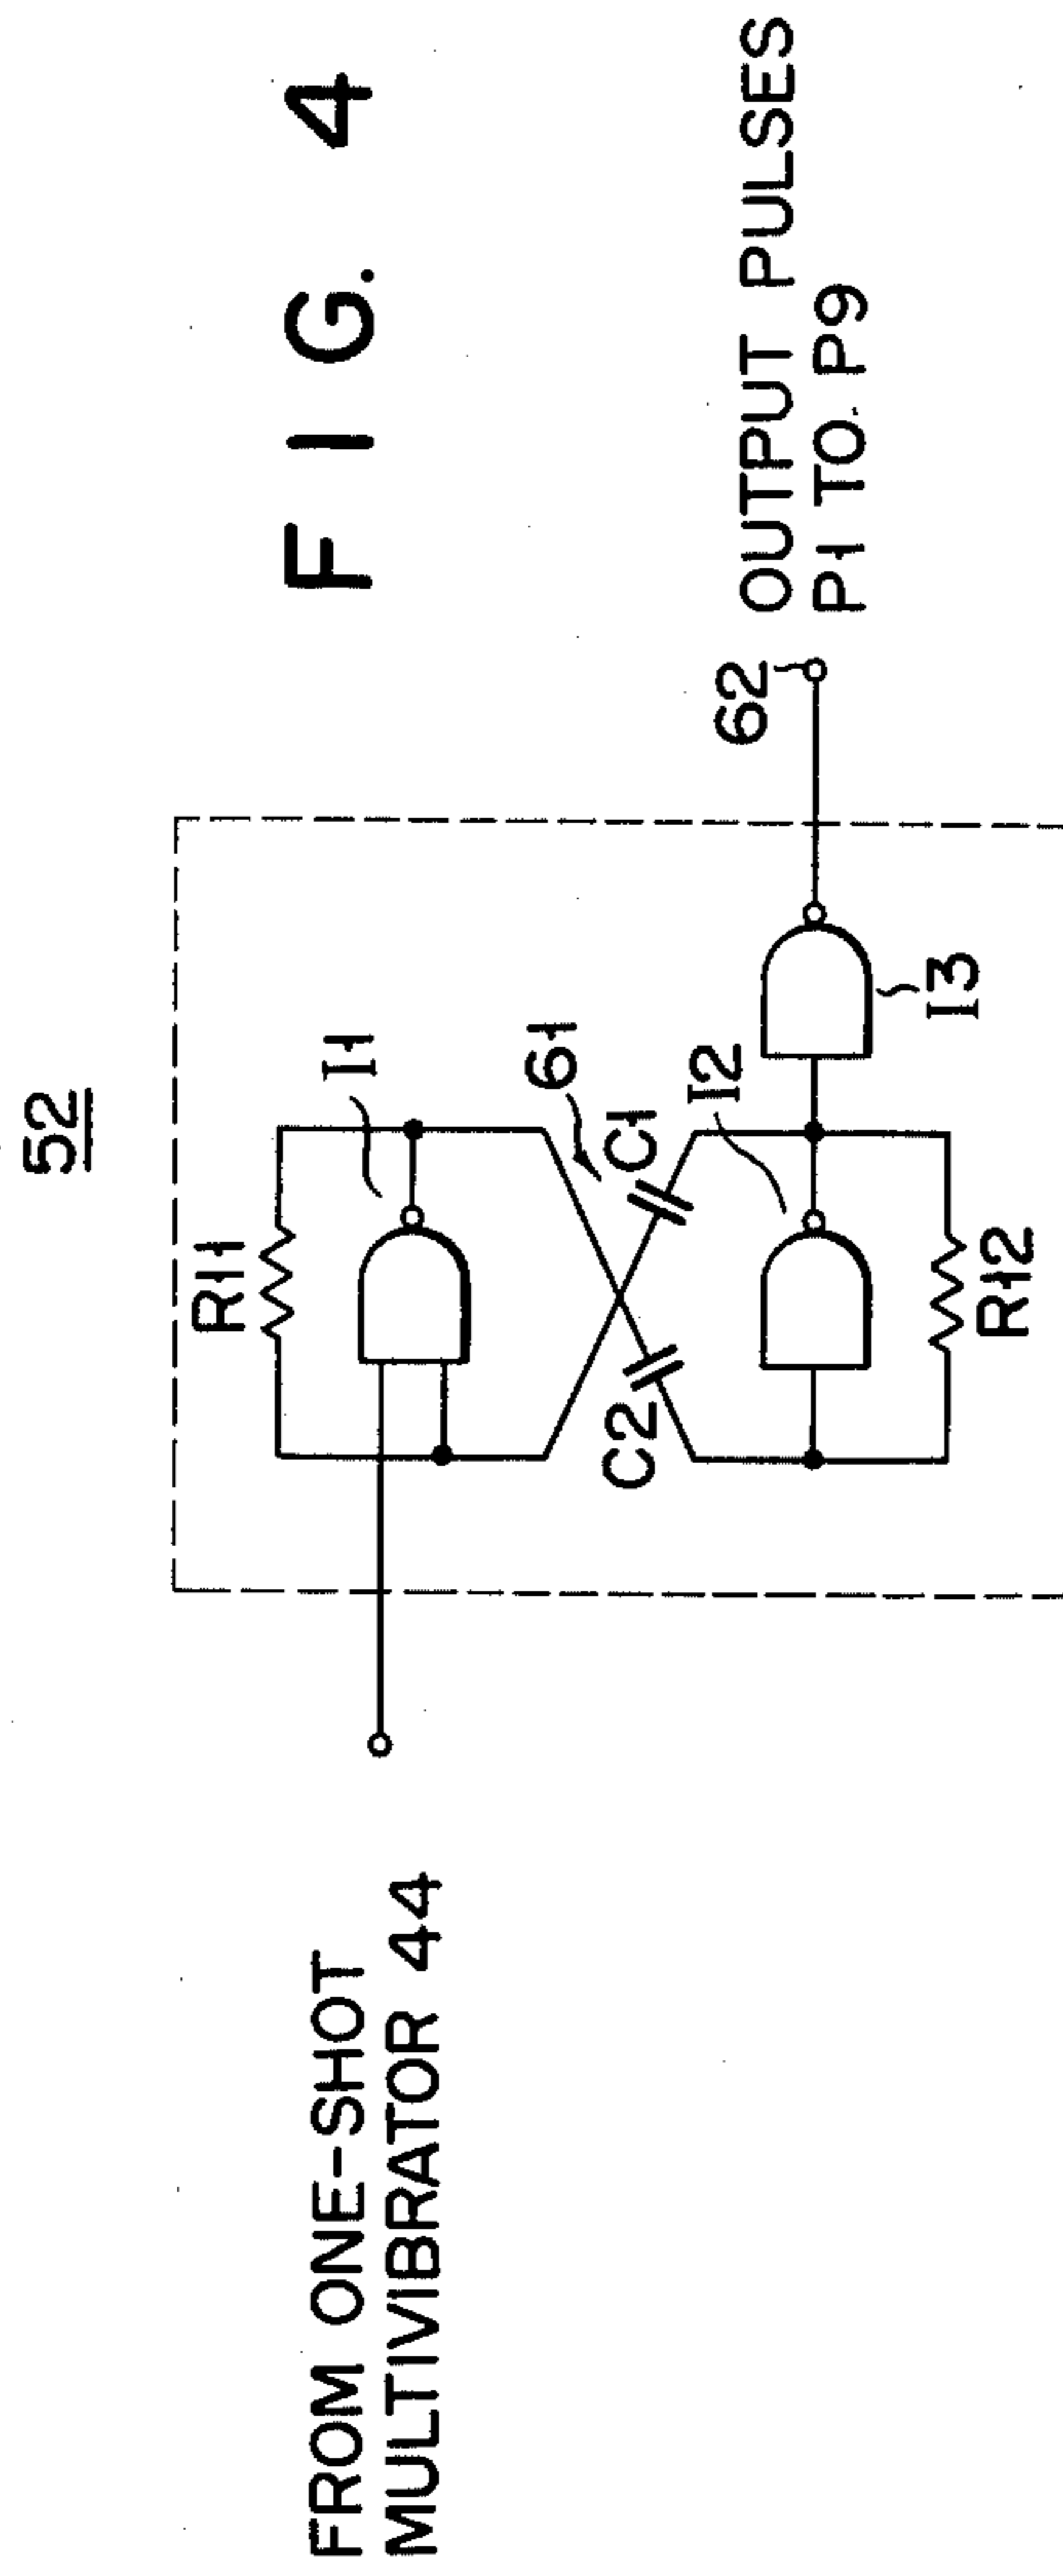 FIG. 4
52
FROM ONE-SHOT
MULTIVIBRATOR 44
R11
I1
61
C2
C1
I2
R12
I3
62
OUTPUT PULSES
P1 TO P9